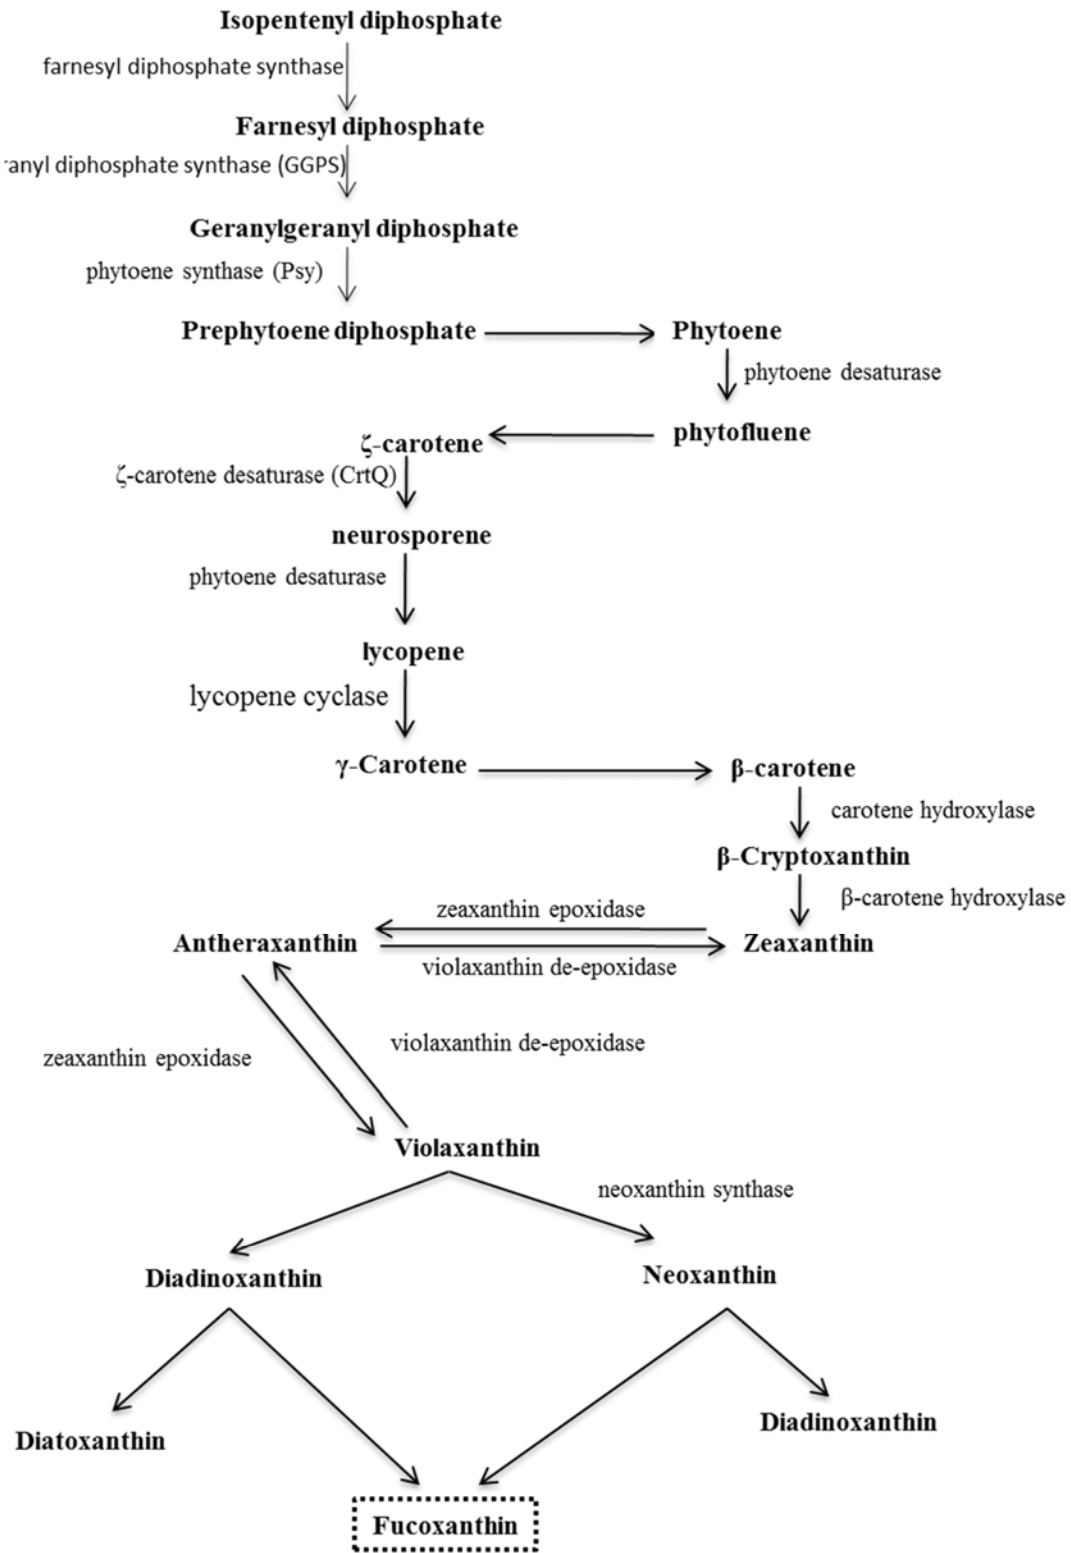 Isopentenyl diphosphate
farnesyl diphosphate synthase
Farnesyl diphosphate
ranyl diphosphate synthase (GGPS)
Geranylgeranyl diphosphate
phytoene synthase (Psy)
Prephytoene diphosphate
Phytoene
phytoene desaturase
phytofluene
ζ-carotene
ζ-carotene desaturase (CrtQ)
neurosporene
phytoene desaturase
lycopene
lycopene cyclase
γ-Carotene
β-carotene
carotene hydroxylase
β-Cryptoxanthin
β-carotene hydroxylase
zeaxanthin epoxidase
Antheraxanthin
Zeaxanthin
violaxanthin de-epoxidase
violaxanthin de-epoxidase
zeaxanthin epoxidase
Violaxanthin
neoxanthin synthase
Diadinoxanthin
Neoxanthin
Diatoxanthin
Diadinoxanthin
Fucoxanthin